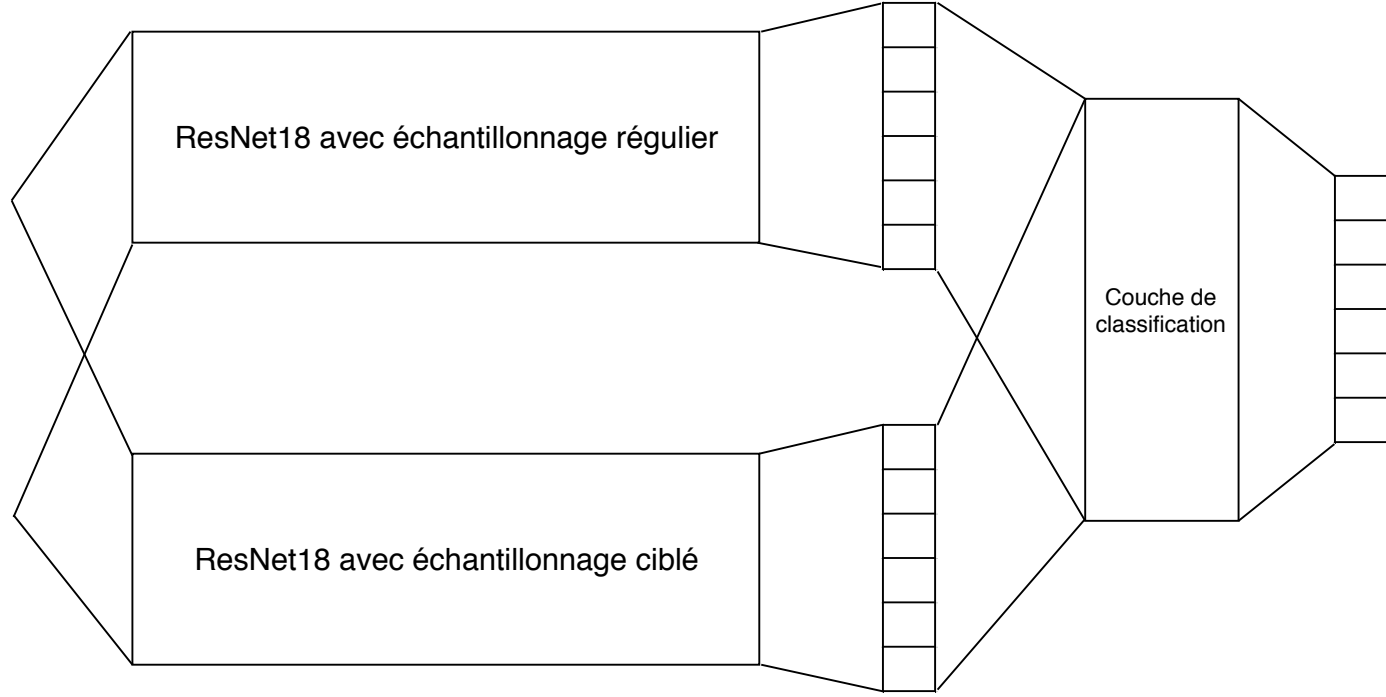 ResNet18 avec échantillonnage régulier
Couche de
classification
ResNet18 avec échantillonnage ciblé